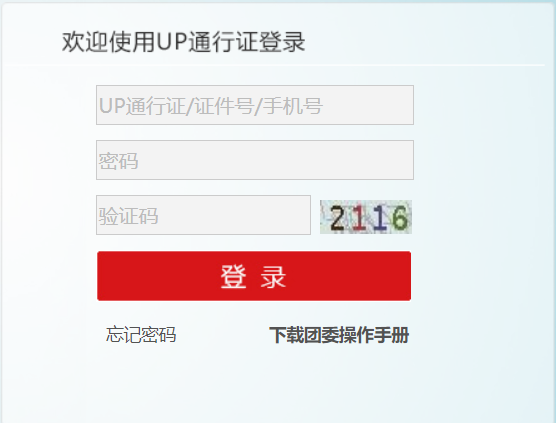 欢迎使用UP通行证登录
UP通行证/证件号/手机号
密码
验证码 2116
登 录
忘记密码 下载团委操作手册